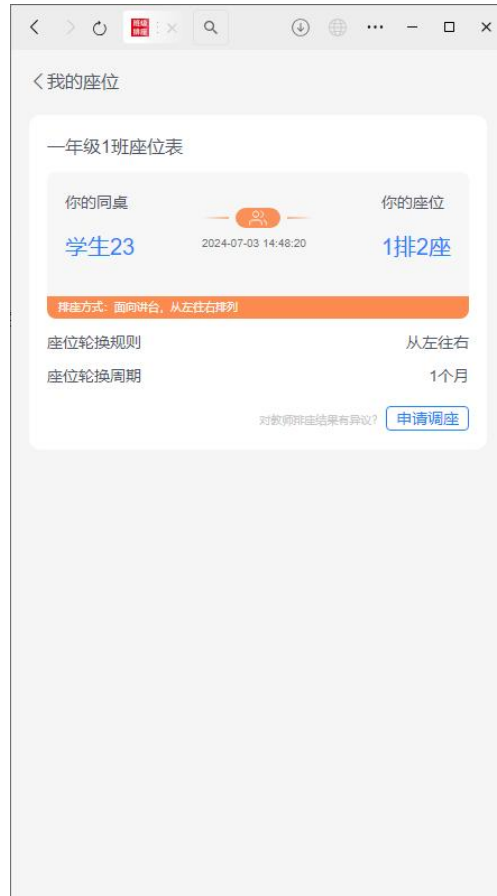 班级
排座
我的座位
一年级1班座位表
你的同桌
你的座位
学生23
2024-07-03 14:48:20
1排2座
排座方式：面向讲台，从左往右排列
座位轮换规则
从左往右
座位轮换周期
1个月
对教师排座结果有异议？
申请调座